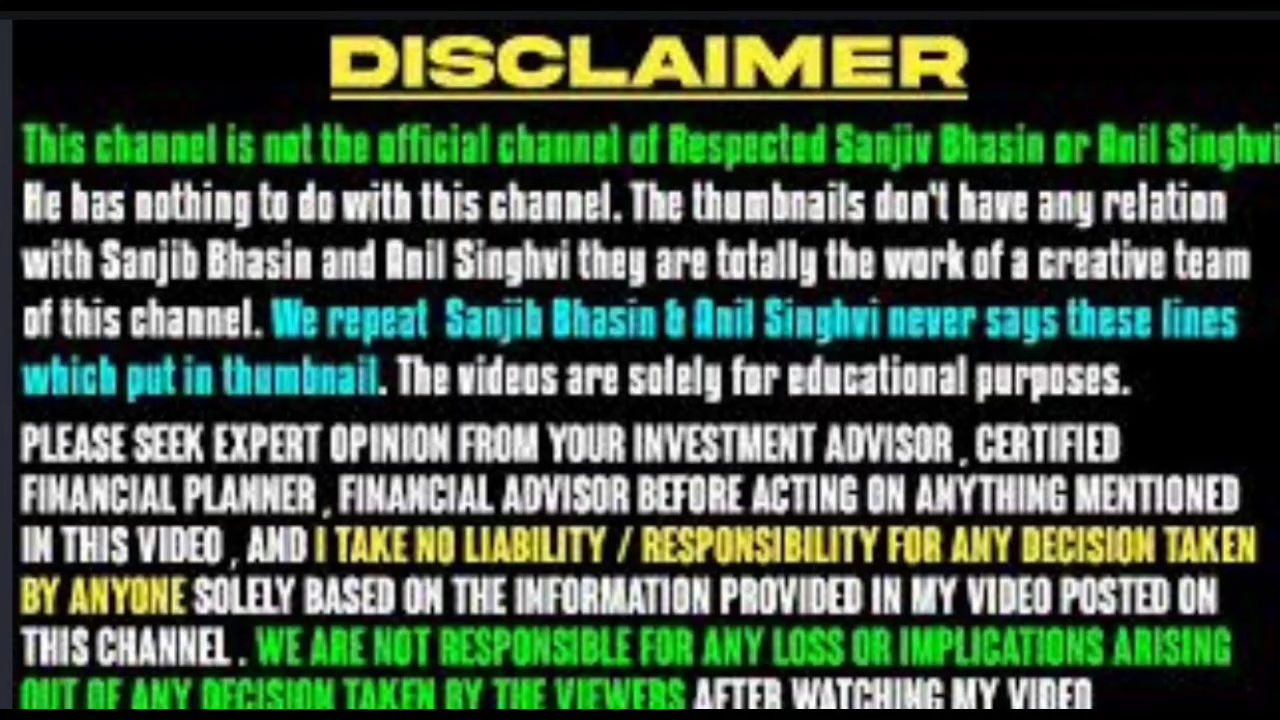 DISCLAIMER
This channel is not the official channel of Respected Sanjiv Bhasin or Anil Singhvi
He has nothing to do with this channel. The thumbnails don't have any relation
with Sanjib Bhasin and Anil Singhvi they are totally the work of a creative team
of this channel. We repeat Sanjib Bhasin & Anil Singhvi never says these lines
which put in thumbnail. The videos are solely for educational purposes.
PLEASE SEEK EXPERT OPINION FROM YOUR INVESTMENT ADVISOR , CERTIFIED
FINANCIAL PLANNER , FINANCIAL ADVISOR BEFORE ACTING ON ANYTHING MENTIONED
IN THIS VIDEO , AND I TAKE NO LIABILITY / RESPONSIBILITY FOR ANY DECISION TAKEN
BY ANYONE SOLELY BASED ON THE INFORMATION PROVIDED IN MY VIDEO POSTED ON
THIS CHANNEL . WE ARE NOT RESPONSIBLE FOR ANY LOSS OR IMPLICATIONS ARISING
OUT OF ANY DECISION TAKEN BY THE VIEWERS AFTER WATCHING MY VIDEO